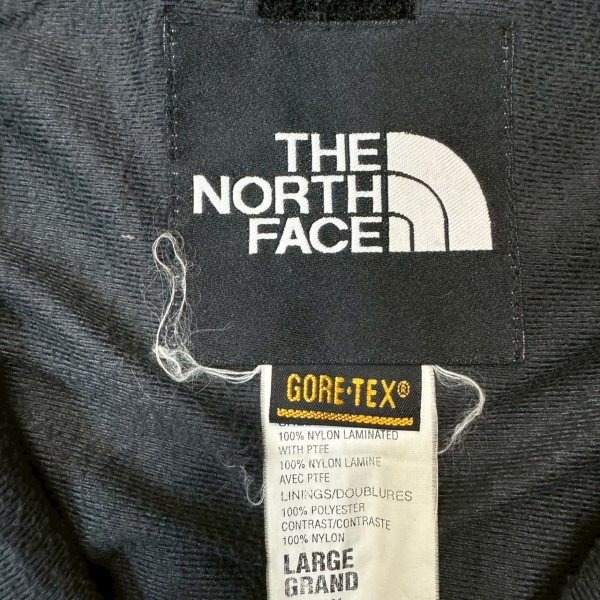 THE
NORTH
FACE
GORE-TEX®
100% NYLON LAMINATED
WITH PTFE
100% NYLON LAMINE
AVEC PTFE
LININGS/DOUBLURES
100% POLYESTER
CONTRAST/CONTRASTE
100% NYLON
LARGE
GRAND